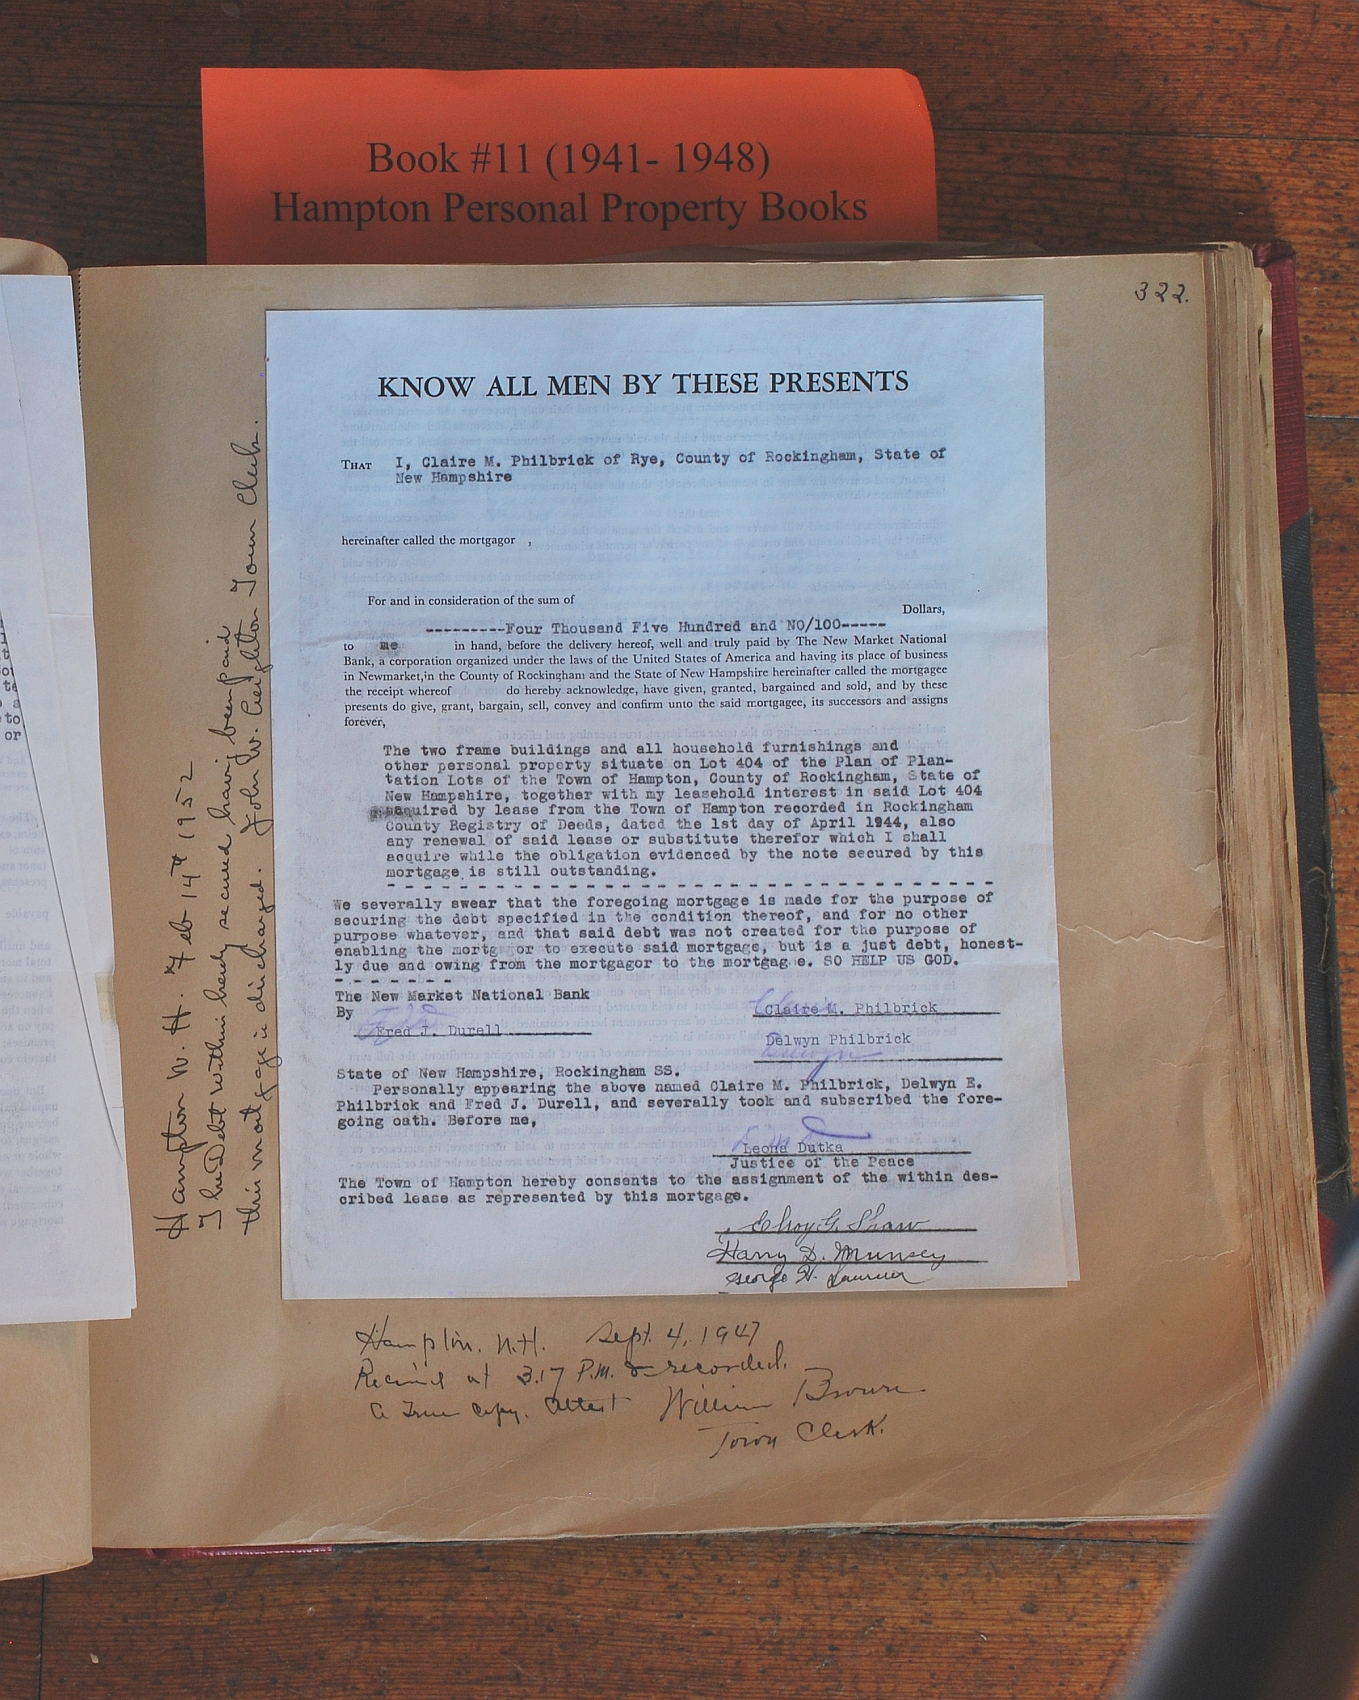 Book #11 (1941- 1948)
Hampton Personal Property Books
322.
KNOW ALL MEN BY THESE PRESENTS
THAT I, Claire M. Philbrick of Rye, County of Rockingham, State of
New Hampshire
hereinafter called the mortgagor ,
For and in consideration of the sum of
Dollars,
---------Four Thousand Five Hundred and NO/100-----
to me in hand, before the delivery hereof, well and truly paid by The New Market National
Bank, a corporation organized under the laws of the United States of America and having its place of business
in Newmarket,in the County of Rockingham and the State of New Hampshire hereinafter called the mortgagee
the receipt whereof do hereby acknowledge, have given, granted, bargained and sold, and by these
presents do give, grant, bargain, sell, convey and confirm unto the said mortgagee, its successors and assigns
forever,
The two frame buildings and all household furnishings and
other personal property situate on Lot 404 of the Plan of Plan-
tation Lots of the Town of Hampton, County of Rockingham, State of
New Hampshire, together with my leasehold interest in said Lot 404
acquired by lease from the Town of Hampton recorded in Rockingham
County Registry of Deeds, dated the 1st day of April 1944, also
any renewal of said lease or substitute therefor which I shall
acquire while the obligation evidenced by the note secured by this
mortgage is still outstanding.
We severally swear that the foregoing mortgage is made for the purpose of
securing the debt specified in the condition thereof, and for no other
purpose whatever, and that said debt was not created for the purpose of
enabling the mortg or to execute said mortgage, but is a just debt, honest-
ly due and owing from the mortgagor to the mortgag e. SO HELP US GOD.
The New Market National Bank
By
Fred J. Durell
Claire M. Philbrick
Delwyn Philbrick
Delwyn
State of New Hampshire, Rockingham SS.
Personally appearing the above named Claire M. Philbrick, Delwyn E.
Philbrick and Fred J. Durell, and severally took and subscribed the fore-
going oath. Before me,
Leona Dutka
Justice of the Peace
The Town of Hampton hereby consents to the assignment of the within des-
cribed lease as represented by this mortgage.
Elroy G. Shaw
Harry D. Munsey
George H.
Hampton. N.H. Sept. 4, 1947
Received at 3.17 P.M. & recorded.
A True Copy. Attest William Brown
Town Clerk.
Hampton N. H. Feb 14th 1952
The Debt within hereby secured having been paid
this mortgage is discharged. John W. Creighton Town Clerk.